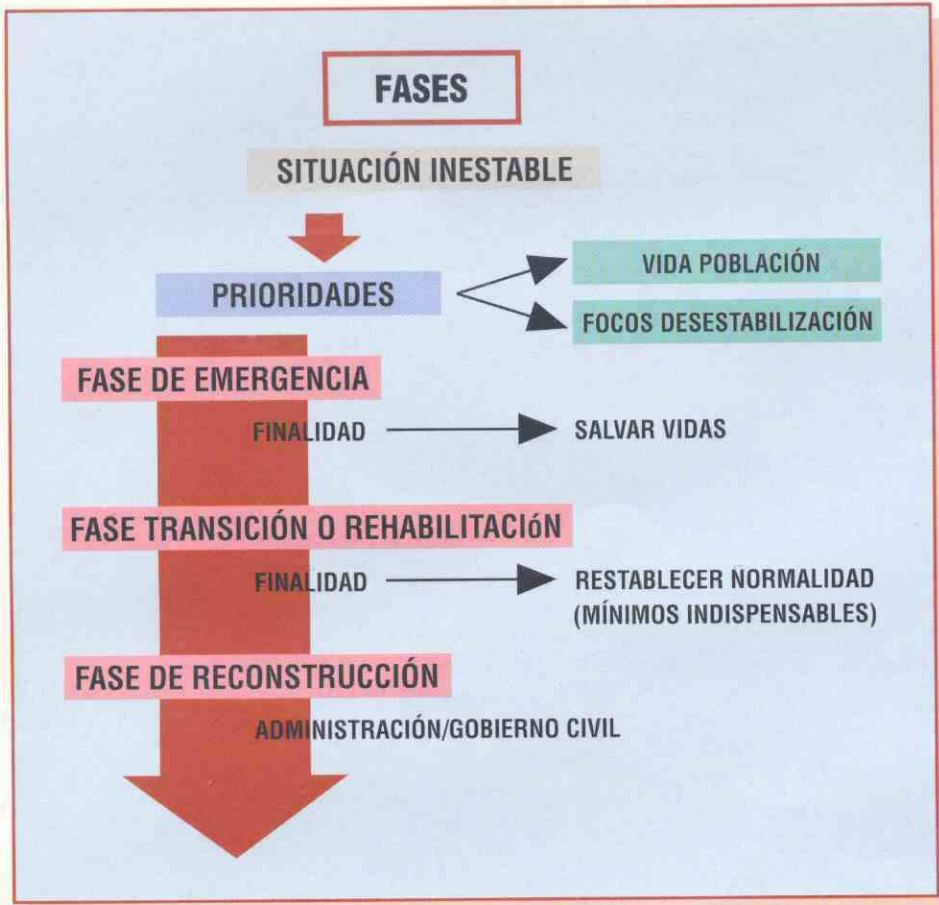 FASES
SITUACIÓN INESTABLE
PRIORIDADES
VIDA POBLACIÓN
FOCOS DESESTABILIZACIÓN
FASE DE EMERGENCIA
FINALIDAD
SALVAR VIDAS
FASE TRANSICIÓN O REHABILITACIóN
FINALIDAD
RESTABLECER NORMALIDAD
(MÍNIMOS INDISPENSABLES)
FASE DE RECONSTRUCCIÓN
ADMINISTRACIÓN/GOBIERNO CIVIL